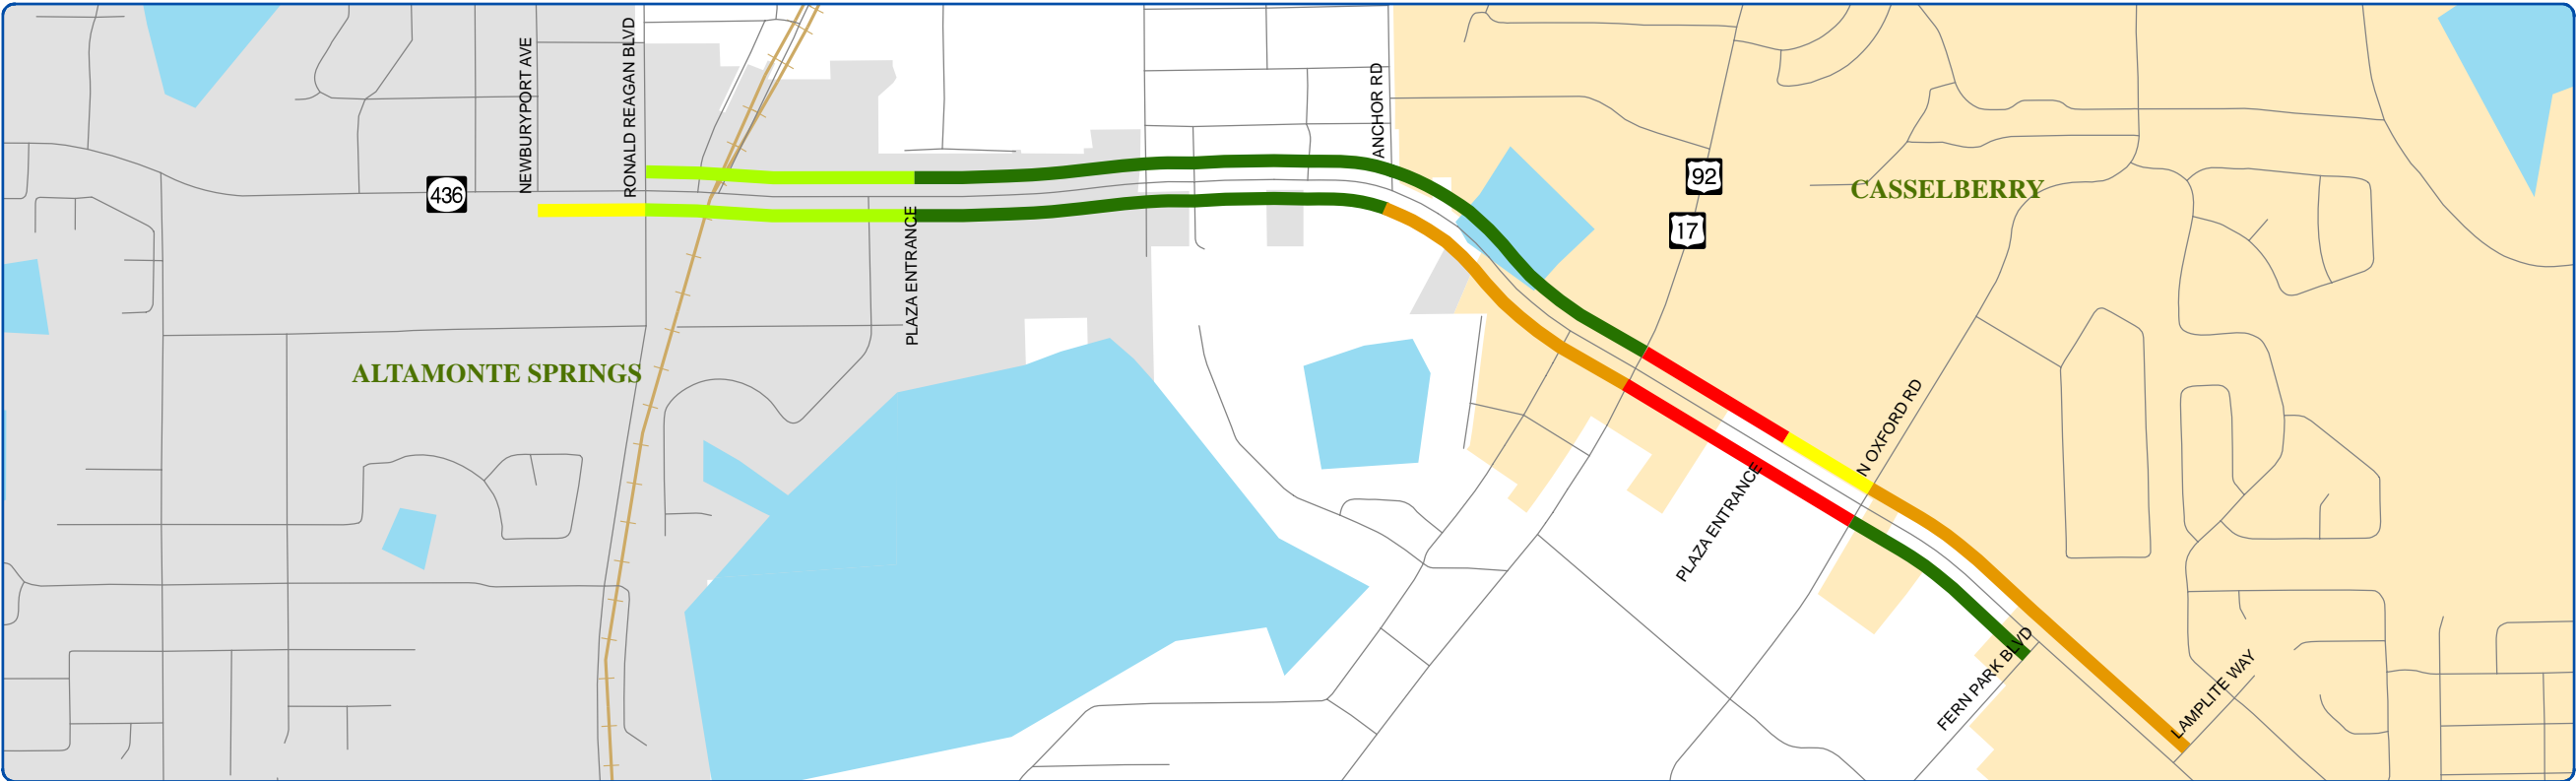 NEWBURYPORT AVE
RONALD REAGAN BLVD
ANCHOR RD
436
92
CASSELBERRY
17
PLAZA ENTRANCE
ALTAMONTE SPRINGS
N OXFORD RD
PLAZA ENTRANCE
FERN PARK BLVD
LAMPLITE WAY